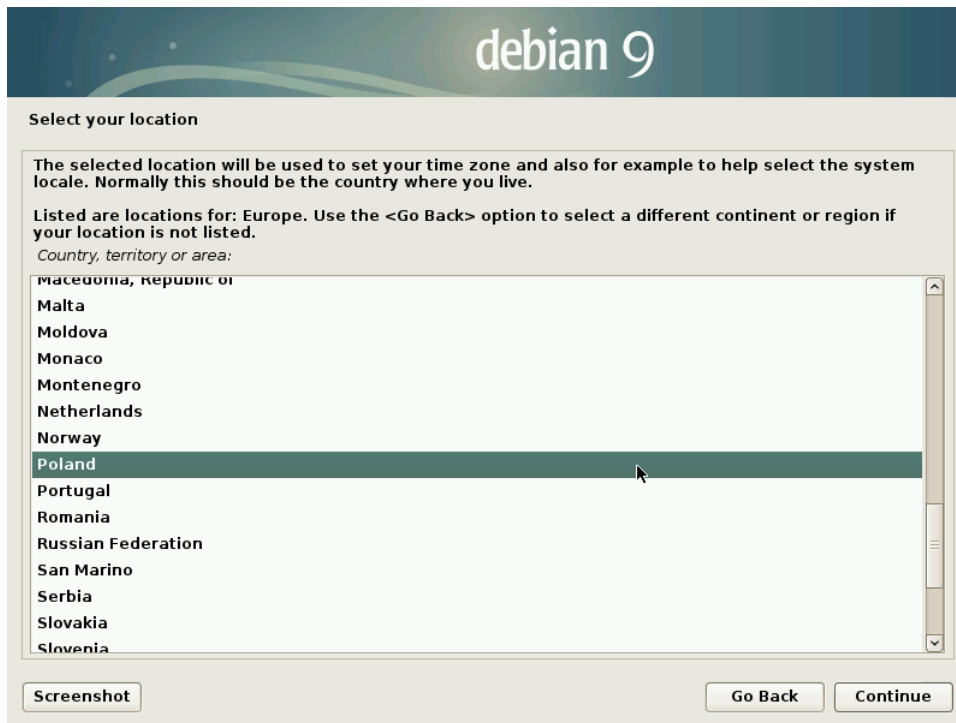 debian 9
Select your location
The selected location will be used to set your time zone and also for example to help select the system
locale. Normally this should be the country where you live.
Listed are locations for: Europe. Use the <Go Back> option to select a different continent or region if
your location is not listed.
Country, territory or area:
Macedonia, Republic of
Malta
Moldova
Monaco
Montenegro
Netherlands
Norway
Poland
Portugal
Romania
Russian Federation
San Marino
Serbia
Slovakia
Slovenia
Screenshot
Go Back
Continue